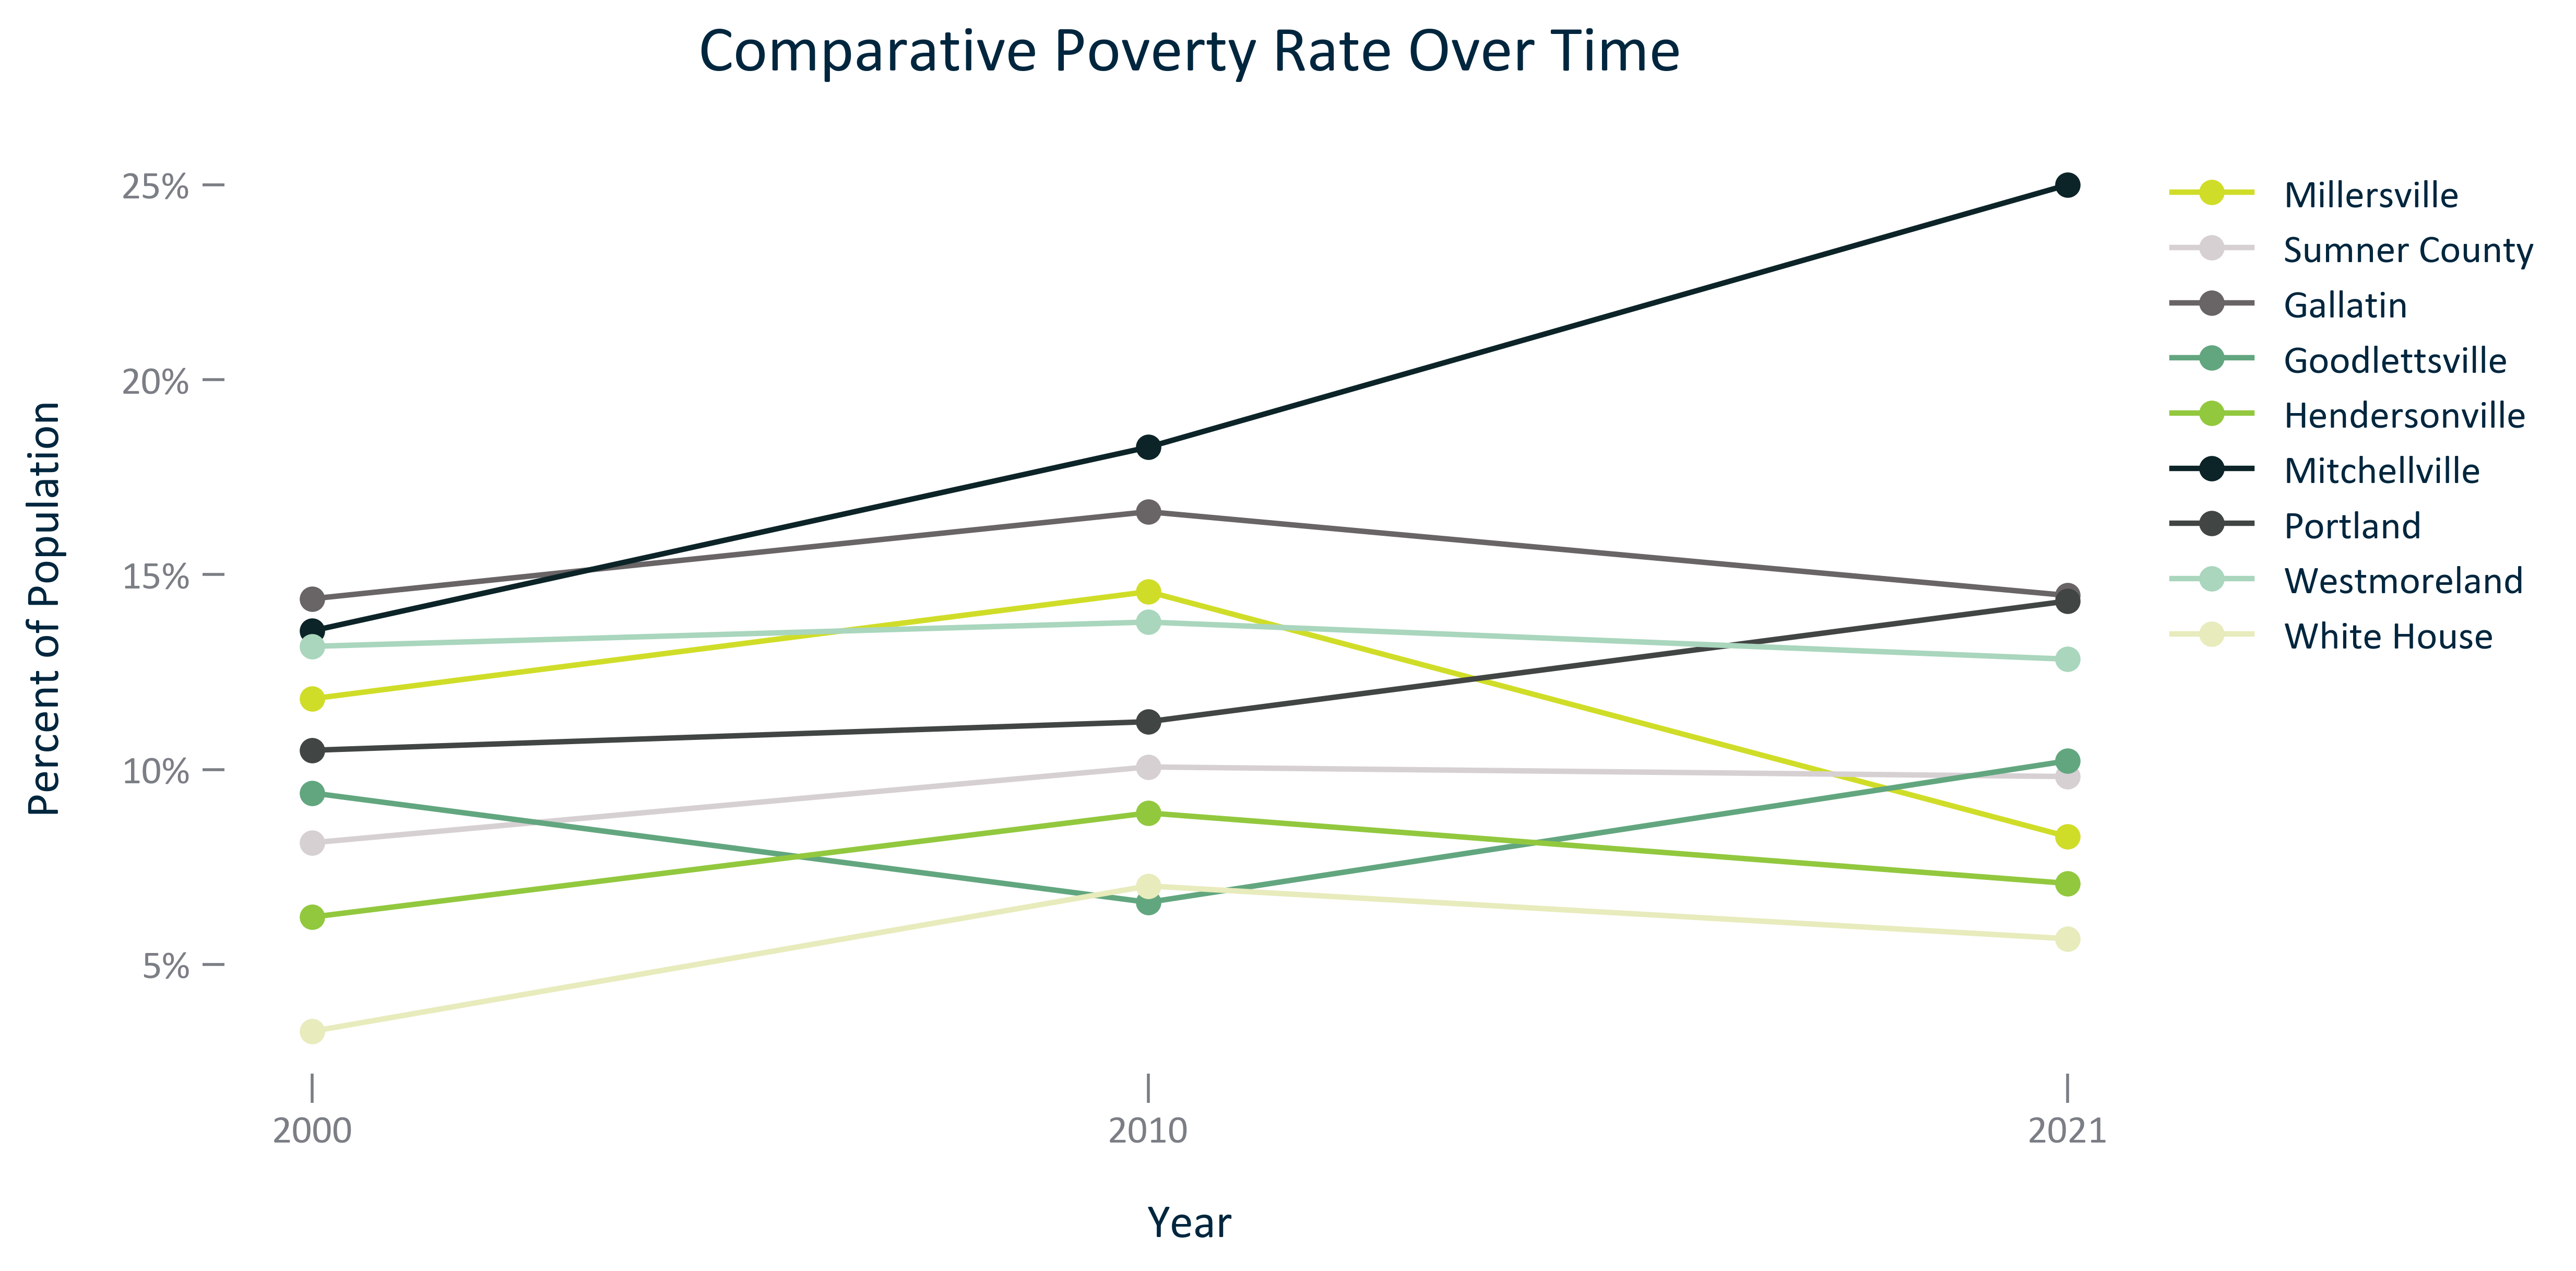 Comparative Poverty Rate Over Time
25%
20%
15%
10%
5%
Percent of Population
2000
2010
2021
Year
Millersville
Sumner County
Gallatin
Goodlettsville
Hendersonville
Mitchellville
Portland
Westmoreland
White House